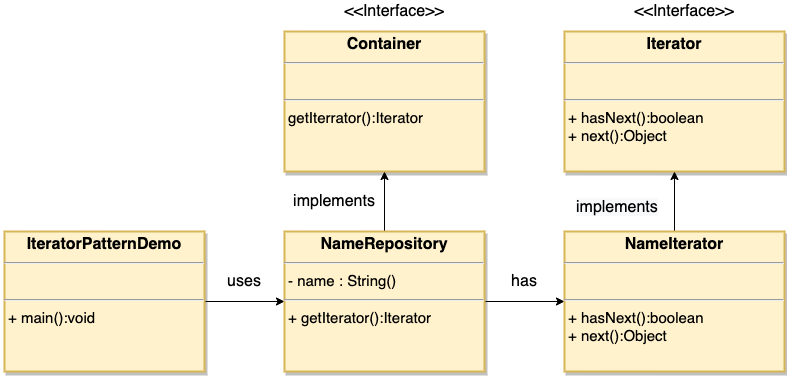 <<Interface>>
<<Interface>>
Container
getIterrator():Iterator
Iterator
+ hasNext():boolean
+ next():Object
implements
implements
IteratorPatternDemo
+ main():void
uses
NameRepository
- name : String()
+ getIterator():Iterator
has
NameIterator
+ hasNext():boolean
+ next():Object